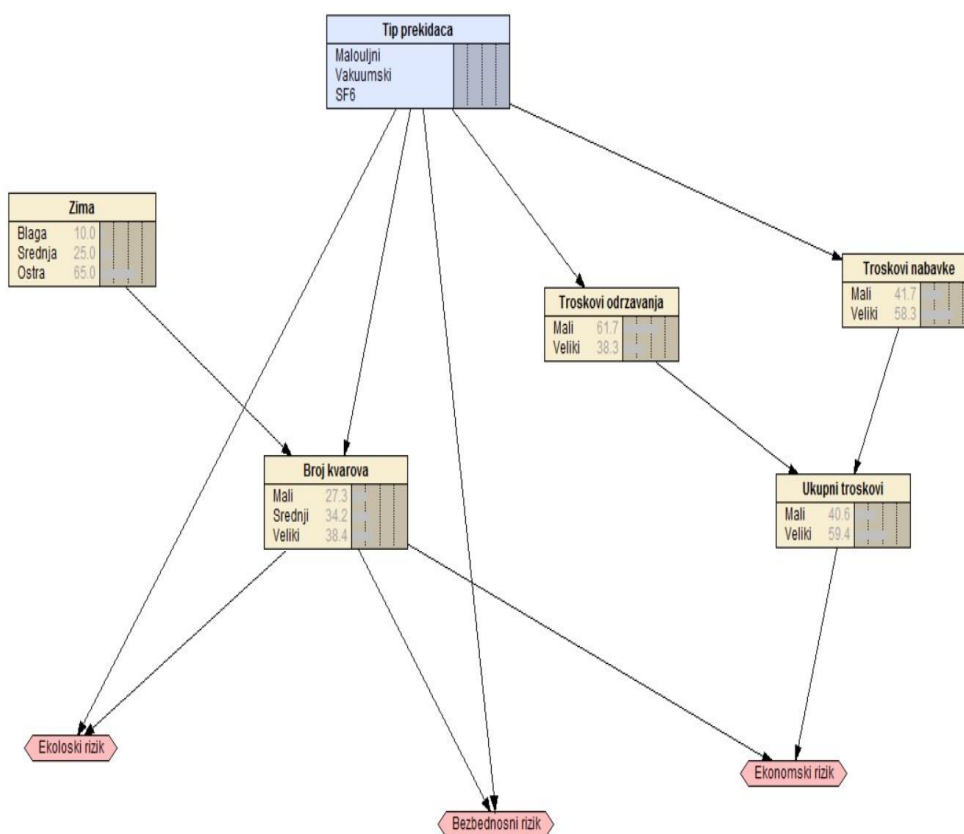 Tip prekidaca
Malouljni
Vakuumski
SF6
Zima
Blaga 10.0
Srednja 25.0
Ostra 65.0
Troskovi nabavke
Mali 41.7
Veliki 58.3
Troskovi odrzavanja
Mali 61.7
Veliki 38.3
Broj kvarova
Mali 27.3
Srednji 34.2
Veliki 38.4
Ukupni troskovi
Mali 40.6
Veliki 59.4
Ekoloski rizik
Ekonomski rizik
Bezbednosni rizik